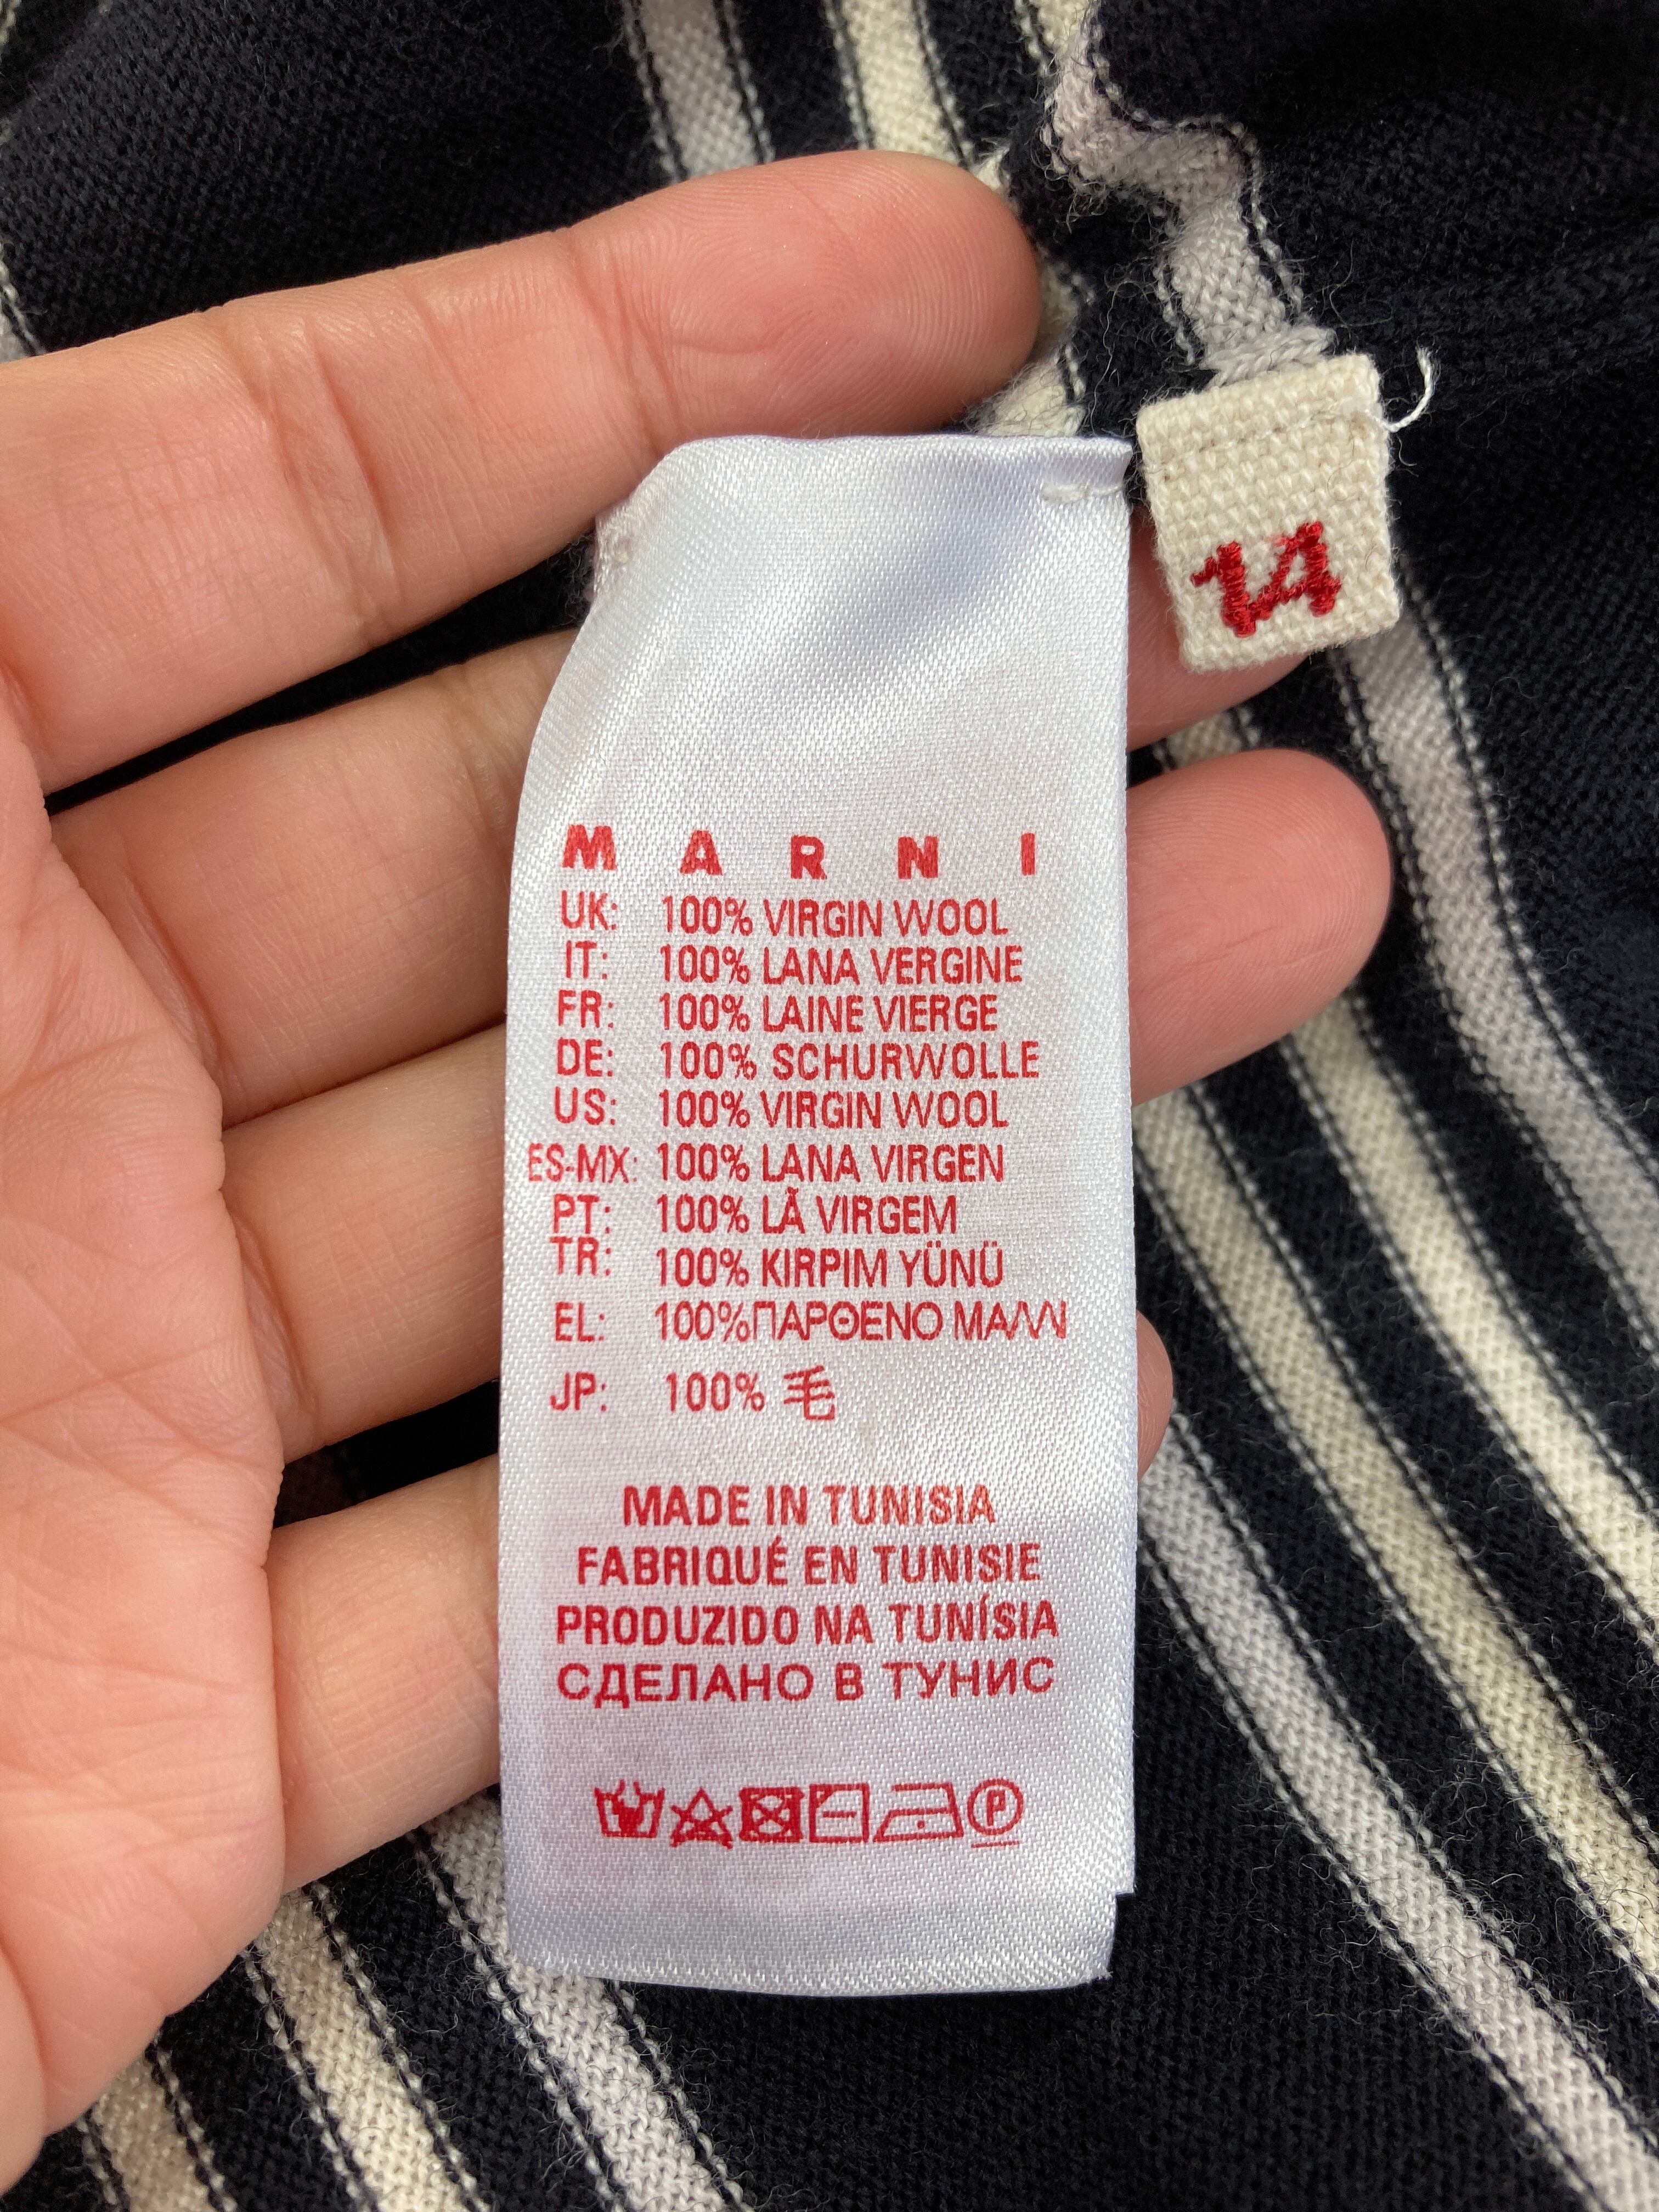 14
M A R N I
UK: 100% VIRGIN WOOL
IT: 100% LANA VERGINE
FR: 100% LAINE VIERGE
DE: 100% SCHURWOLLE
US: 100% VIRGIN WOOL
ES-MX: 100% LANA VIRGEN
PT: 100% LÃ VIRGEM
TR: 100% KIRPIM YÜNÜ
EL: 100%ΠΑΡΘΕΝΟ ΜΑΛΛΙ
JP: 100% 毛
MADE IN TUNISIA
FABRIQUÉ EN TUNISIE
PRODUZIDO NA TUNÍSIA
СДЕЛАНО В ТУНИС
P